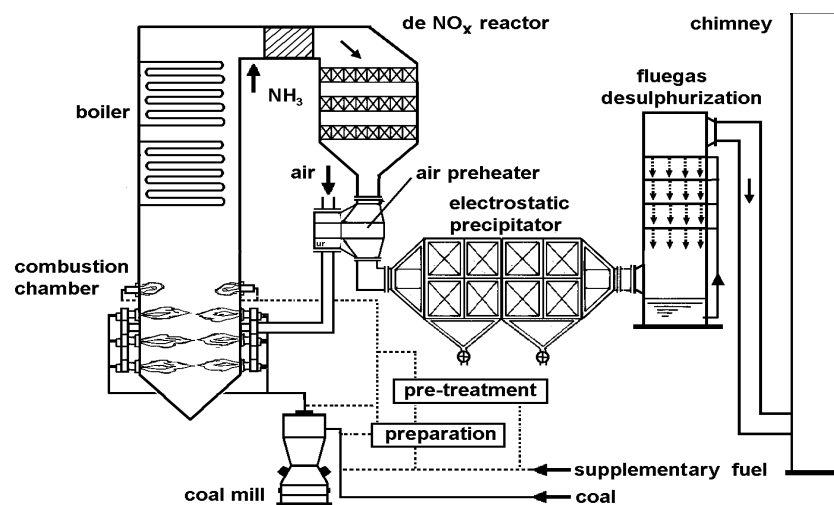 de NOx reactor
chimney
fluegas
desulphurization
NH3
boiler
air
air preheater
electrostatic
precipitator
ur
combustion
chamber
pre-treatment
preparation
supplementary fuel
coal mill
coal